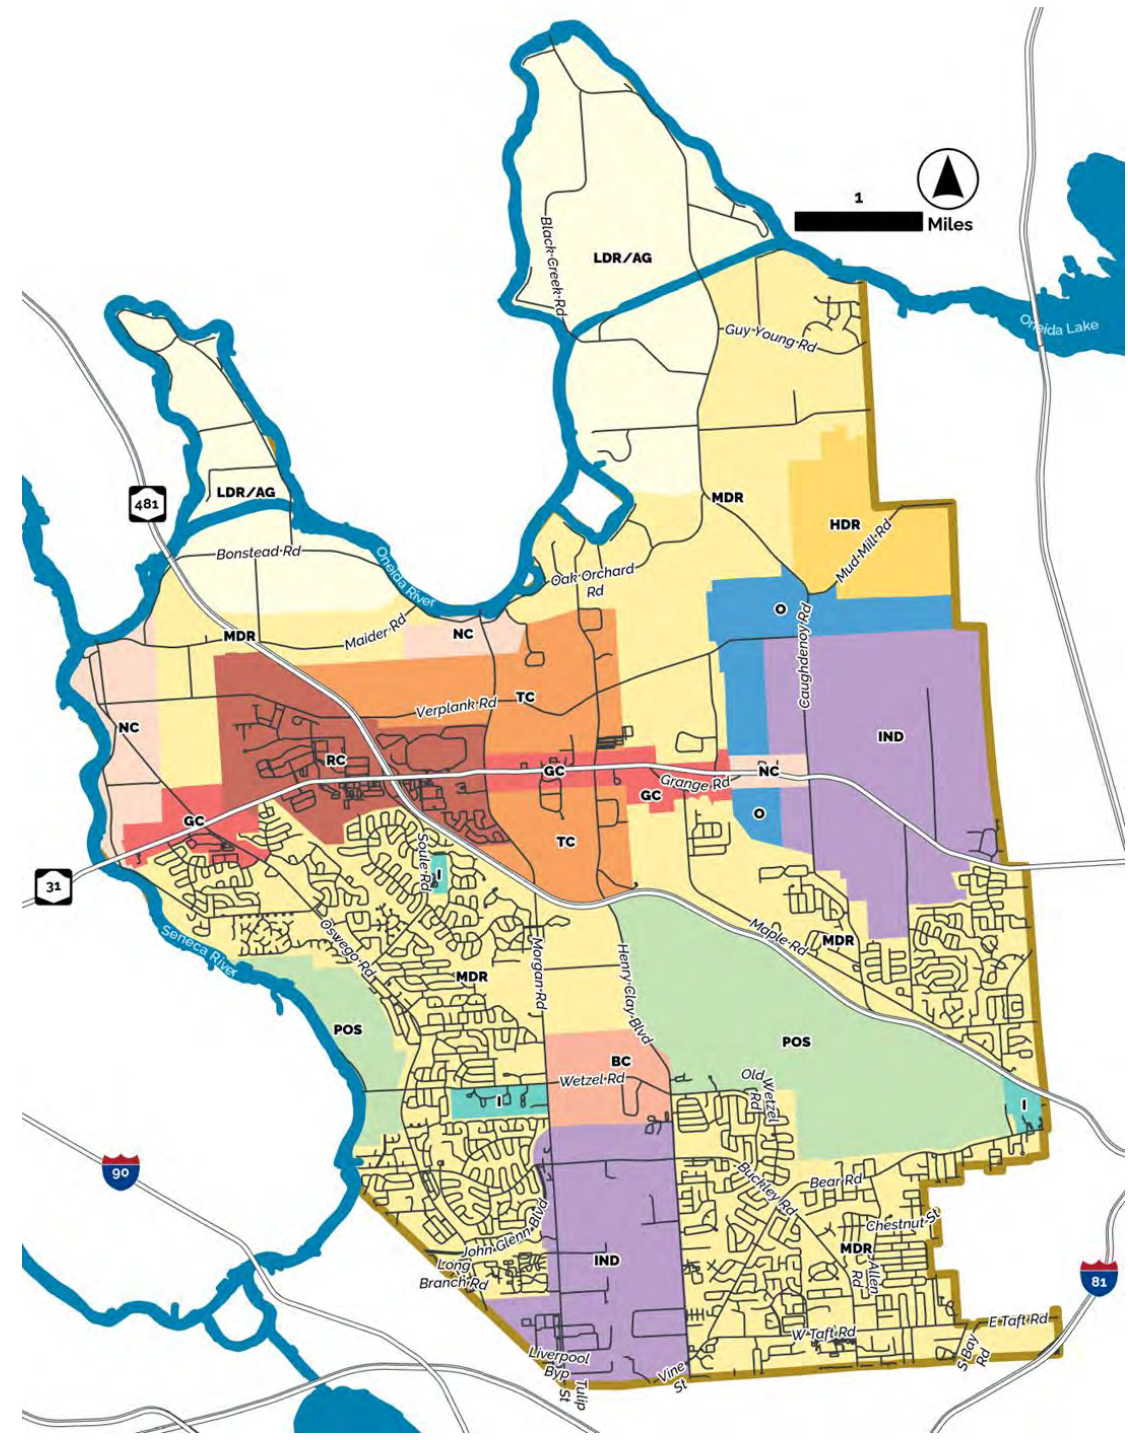 1
Miles
Black Creek Rd
LDR/AG
Oneida Lake
Guy Young Rd
481
LDR/AG
MDR
HDR
Mud Mill Rd
Bonstead Rd
Oneida River
Oak Orchard
Rd
O
Caughdenoy Rd
MDR
Maider Rd
NC
TC
Verplank Rd
NC
IND
RC
GC
NC
Grange Rd
GC
GC
O
TC
31
Soule Rd
I
Seneca River
Oswego Rd
Morgan Rd
Henry Clay Blvd
Maple Rd
MDR
MDR
POS
POS
BC
Wetzel Rd
Old Wetzel
Rd
I
I
90
Buckley Rd
Bear Rd
Chestnut St
John Glenn Blvd
Long
Branch Rd
IND
MDR
Allen
Rd
81
W Taft Rd
E Taft Rd
S Bay
Rd
Liverpool
Byp
Tulip
St
Vine
St